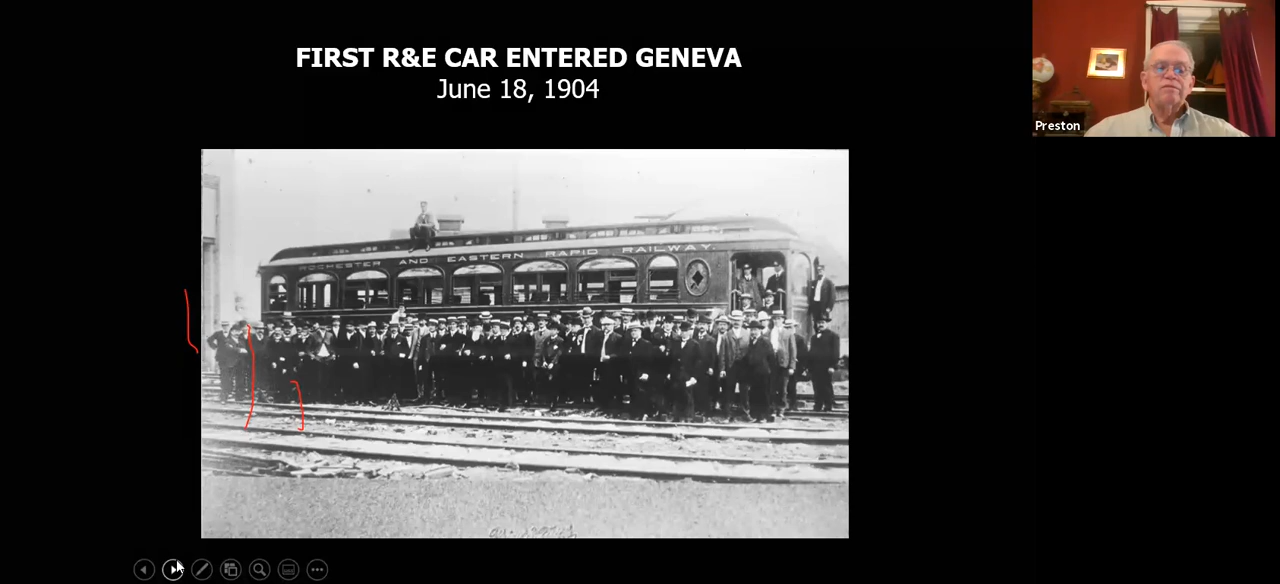 FIRST R&E CAR ENTERED GENEVA
June 18, 1904
Preston
ROCHESTER AND EASTERN RAPID RAILWAY.